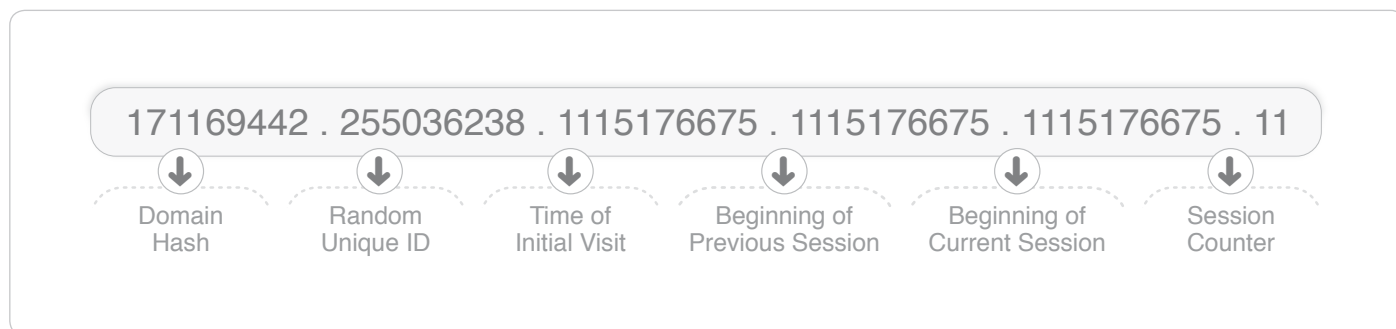 171169442 . 255036238 . 1115176675 . 1115176675 . 1115176675 . 11
Domain
Hash
Random
Unique ID
Time of
Initial Visit
Beginning of
Previous Session
Beginning of
Current Session
Session
Counter